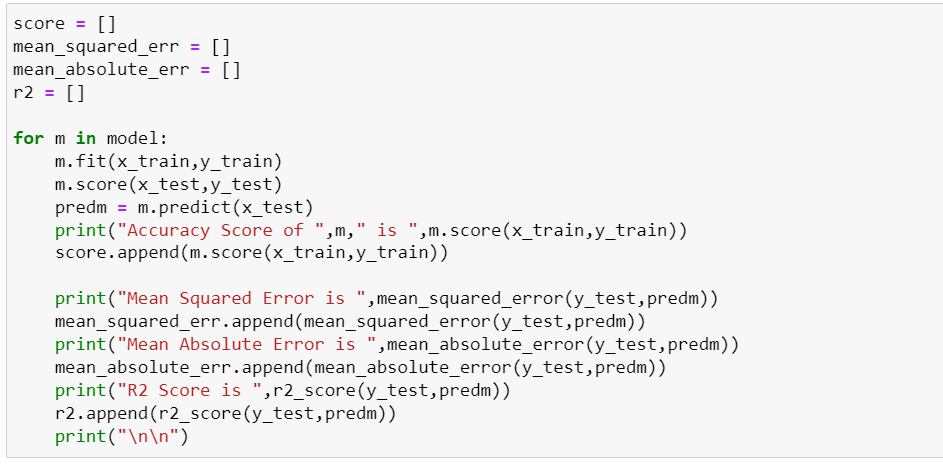 score = []
mean_squared_err = []
mean_absolute_err = []
r2 = []
for m in model:
    m.fit(x_train,y_train)
    m.score(x_test,y_test)
    predm = m.predict(x_test)
    print("Accuracy Score of ",m," is ",m.score(x_train,y_train))
    score.append(m.score(x_train,y_train))
    print("Mean Squared Error is ",mean_squared_error(y_test,predm))
    mean_squared_err.append(mean_squared_error(y_test,predm))
    print("Mean Absolute Error is ",mean_absolute_error(y_test,predm))
    mean_absolute_err.append(mean_absolute_error(y_test,predm))
    print("R2 Score is ",r2_score(y_test,predm))
    r2.append(r2_score(y_test,predm))
    print("\n\n")